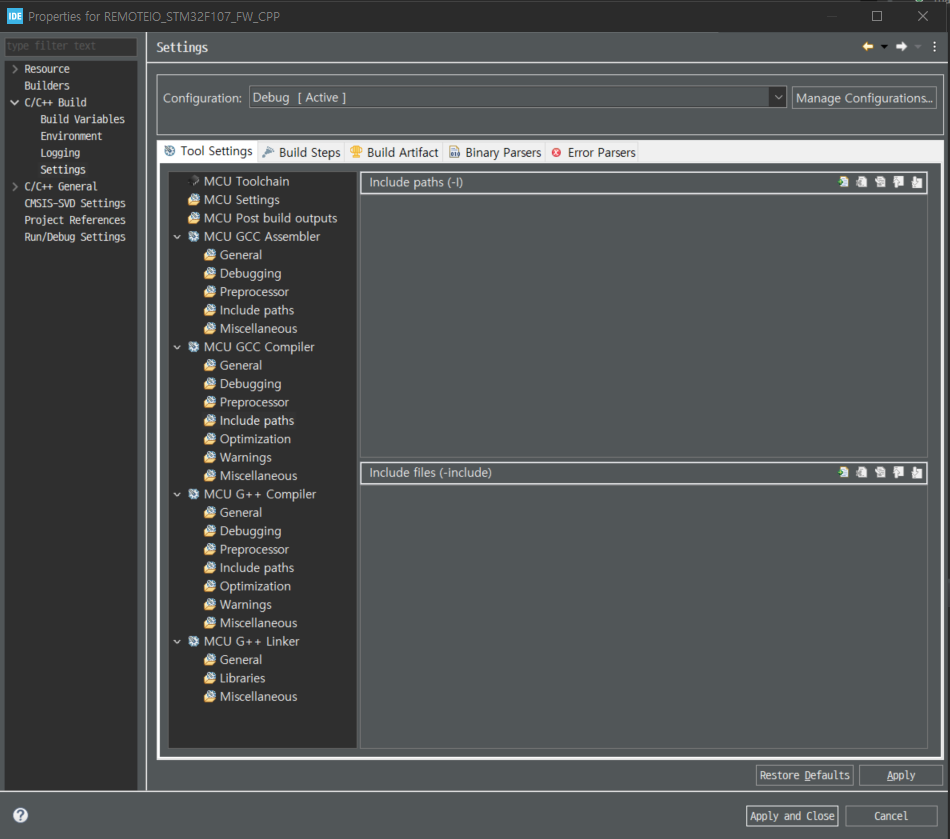 IDE Properties for REMOTEIO_STM32F107_FW_CPP
type filter text
Resource
Builders
C/C++ Build
Build Variables
Environment
Logging
Settings
C/C++ General
CMSIS-SVD Settings
Project References
Run/Debug Settings
Settings
Configuration: Debug [ Active ] Manage Configurations...
Tool Settings Build Steps Build Artifact Binary Parsers Error Parsers
MCU Toolchain
MCU Settings
MCU Post build outputs
MCU GCC Assembler
General
Debugging
Preprocessor
Include paths
Miscellaneous
MCU GCC Compiler
General
Debugging
Preprocessor
Include paths
Optimization
Warnings
Miscellaneous
MCU G++ Compiler
General
Debugging
Preprocessor
Include paths
Optimization
Warnings
Miscellaneous
MCU G++ Linker
General
Libraries
Miscellaneous
Include paths (-I)
Include files (-include)
Restore Defaults Apply
Apply and Close Cancel